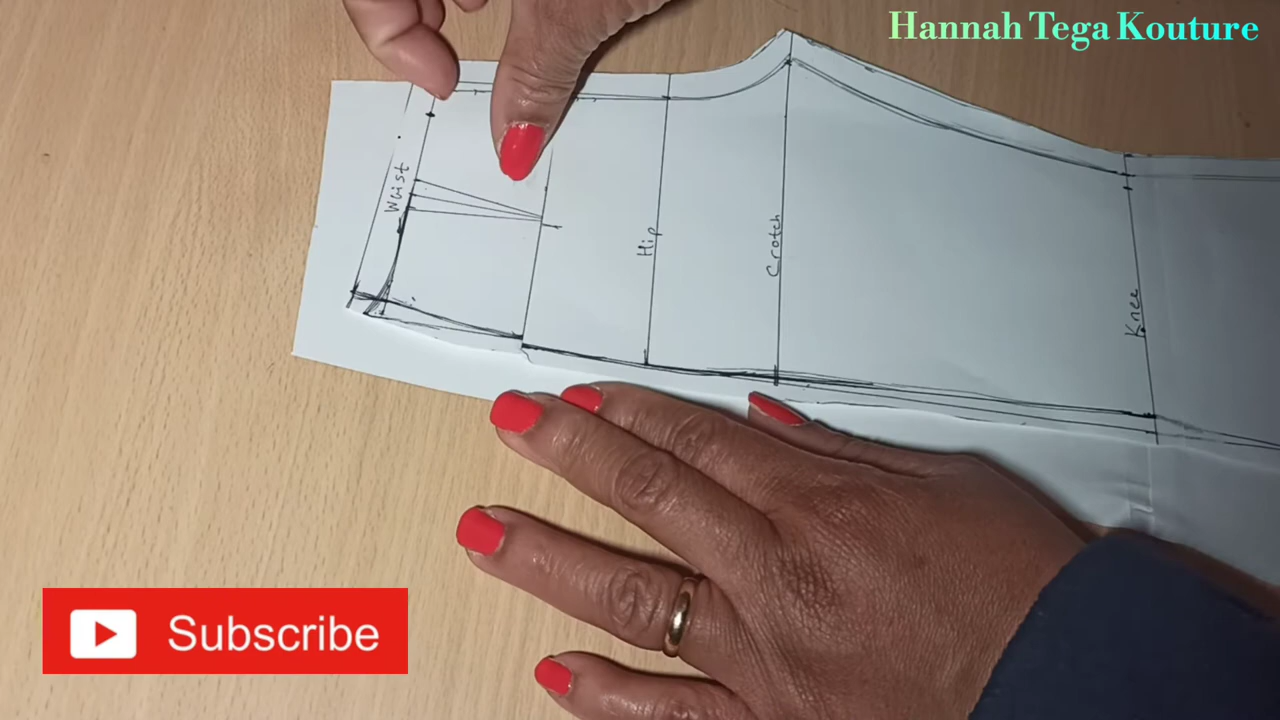 Hannah Tega Kouture
Waist
Hip
Crotch
Knee
Subscribe